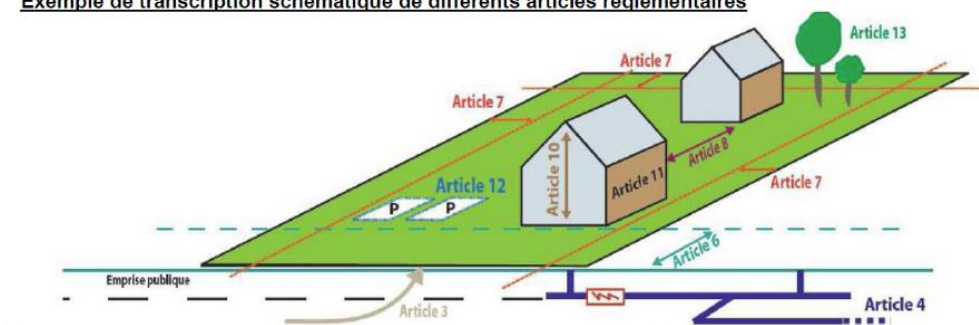 Exemple de transcription schématique de différents articles réglementaires
Article 13
Article 7
Article 7
Article 10
Article 8
Article 11
Article 12
Article 7
P
P
Article 6
Emprise publique
Article 3
Article 4